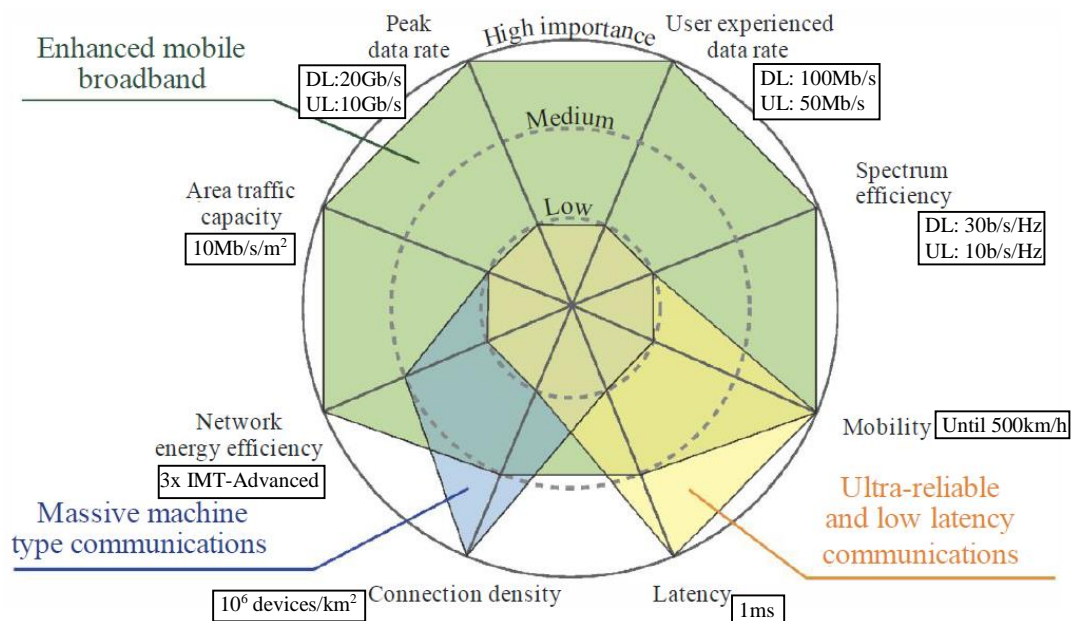 Peak
data rate
DL:20Gb/s
UL:10Gb/s
High importance
User experienced
data rate
DL: 100Mb/s
UL: 50Mb/s
Enhanced mobile
broadband
Medium
Low
Area traffic
capacity
10Mb/s/m²
Spectrum
efficiency
DL: 30b/s/Hz
UL: 10b/s/Hz
Network
energy efficiency
3x IMT-Advanced
Mobility
Until 500km/h
Massive machine
type communications
Ultra-reliable
and low latency
communications
10⁶ devices/km²
Connection density
Latency
1ms